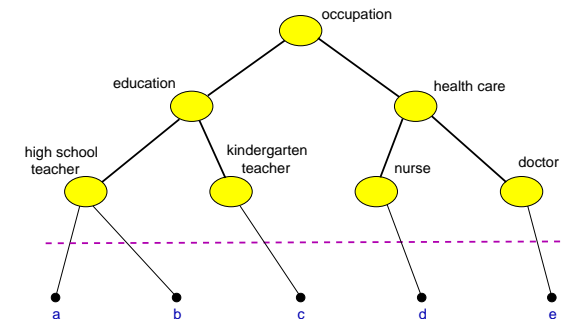 occupation
education
health care
high school
teacher
kindergarten
teacher
nurse
doctor
a
b
c
d
e